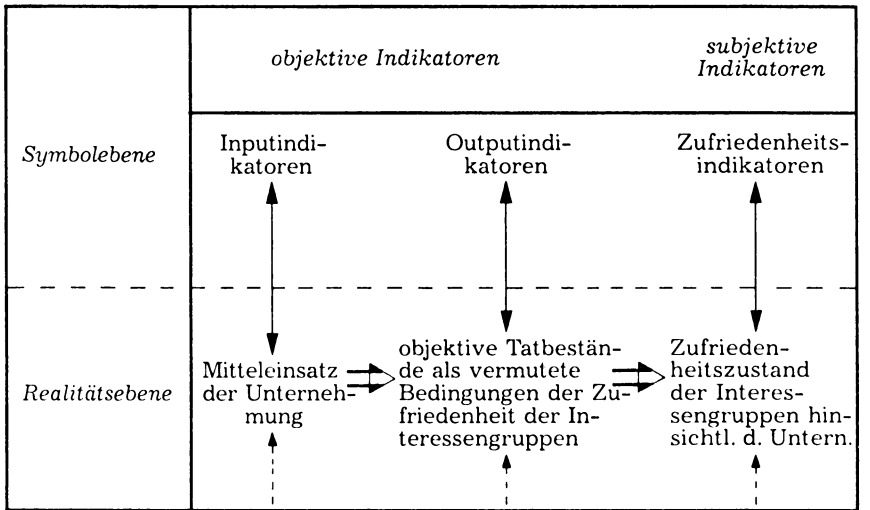 objektive Indikatoren
subjektive
Indikatoren
Symbolebene
Inputindi-
katoren
Outputindi-
katoren
Zufriedenheits-
indikatoren
Realitätsebene
Mitteleinsatz
der Unterneh-
mung
objektive Tatbestän-
de als vermutete
Bedingungen der Zu-
friedenheit der In-
teressengruppen
Zufrieden-
heitszustand
der Interes-
sengruppen hin-
sichtl. d. Untern.